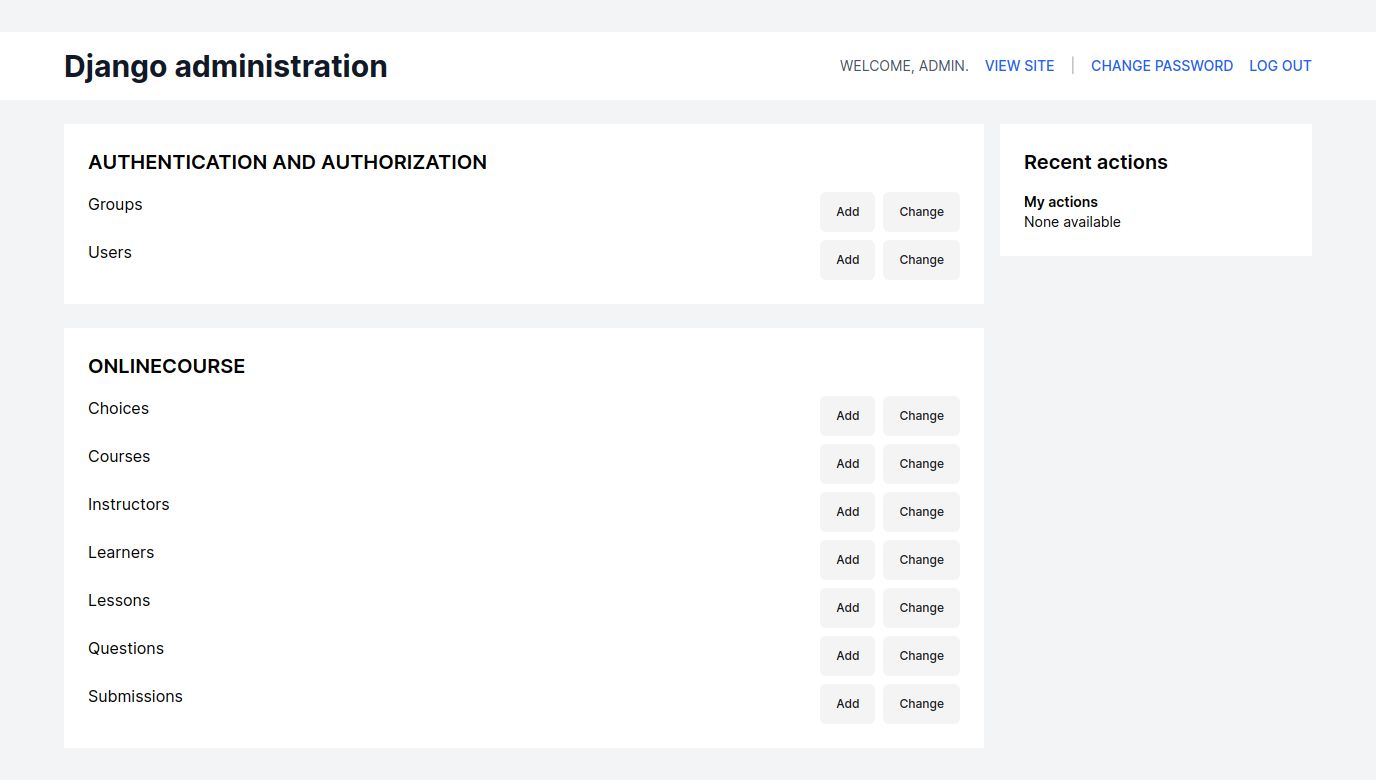 Django administration
WELCOME, ADMIN. VIEW SITE | CHANGE PASSWORD LOG OUT
AUTHENTICATION AND AUTHORIZATION
Groups Add Change
Users Add Change
ONLINECOURSE
Choices Add Change
Courses Add Change
Instructors Add Change
Learners Add Change
Lessons Add Change
Questions Add Change
Submissions Add Change
Recent actions
My actions
None available